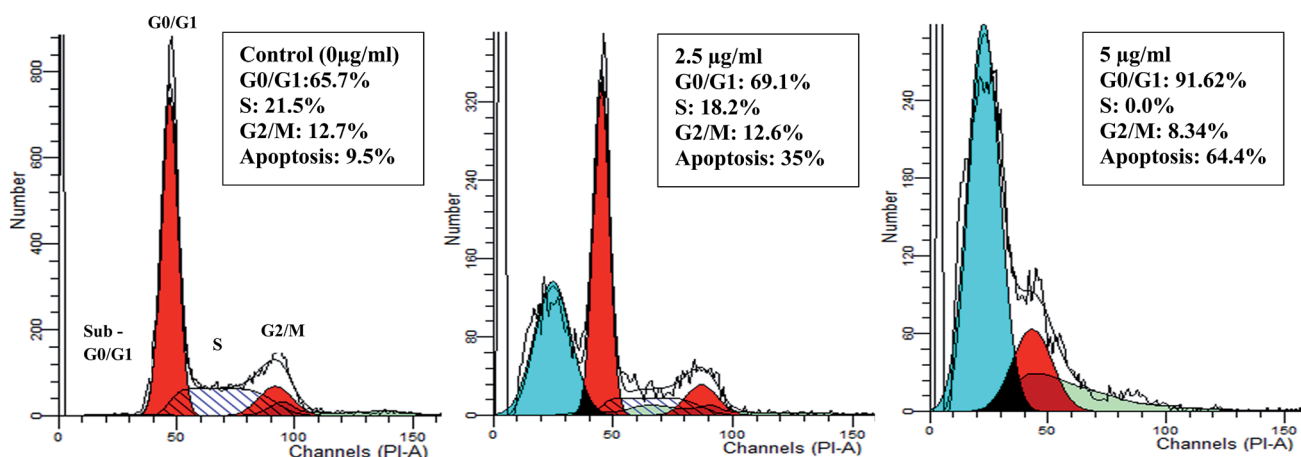 G0/G1
Control (0µg/ml)
G0/G1:65.7%
S: 21.5%
G2/M: 12.7%
Apoptosis: 9.5%
Number
800
600
400
200
0
Sub -
G0/G1
S
G2/M
0 50 100 150
Channels (PI-A)
2.5 µg/ml
G0/G1: 69.1%
S: 18.2%
G2/M: 12.6%
Apoptosis: 35%
Number
320
240
160
80
0
0 50 100 150
Channels (PI-A)
5 µg/ml
G0/G1: 91.62%
S: 0.0%
G2/M: 8.34%
Apoptosis: 64.4%
Number
240
180
120
60
0
0 50 100 150
Channels (PI-A)